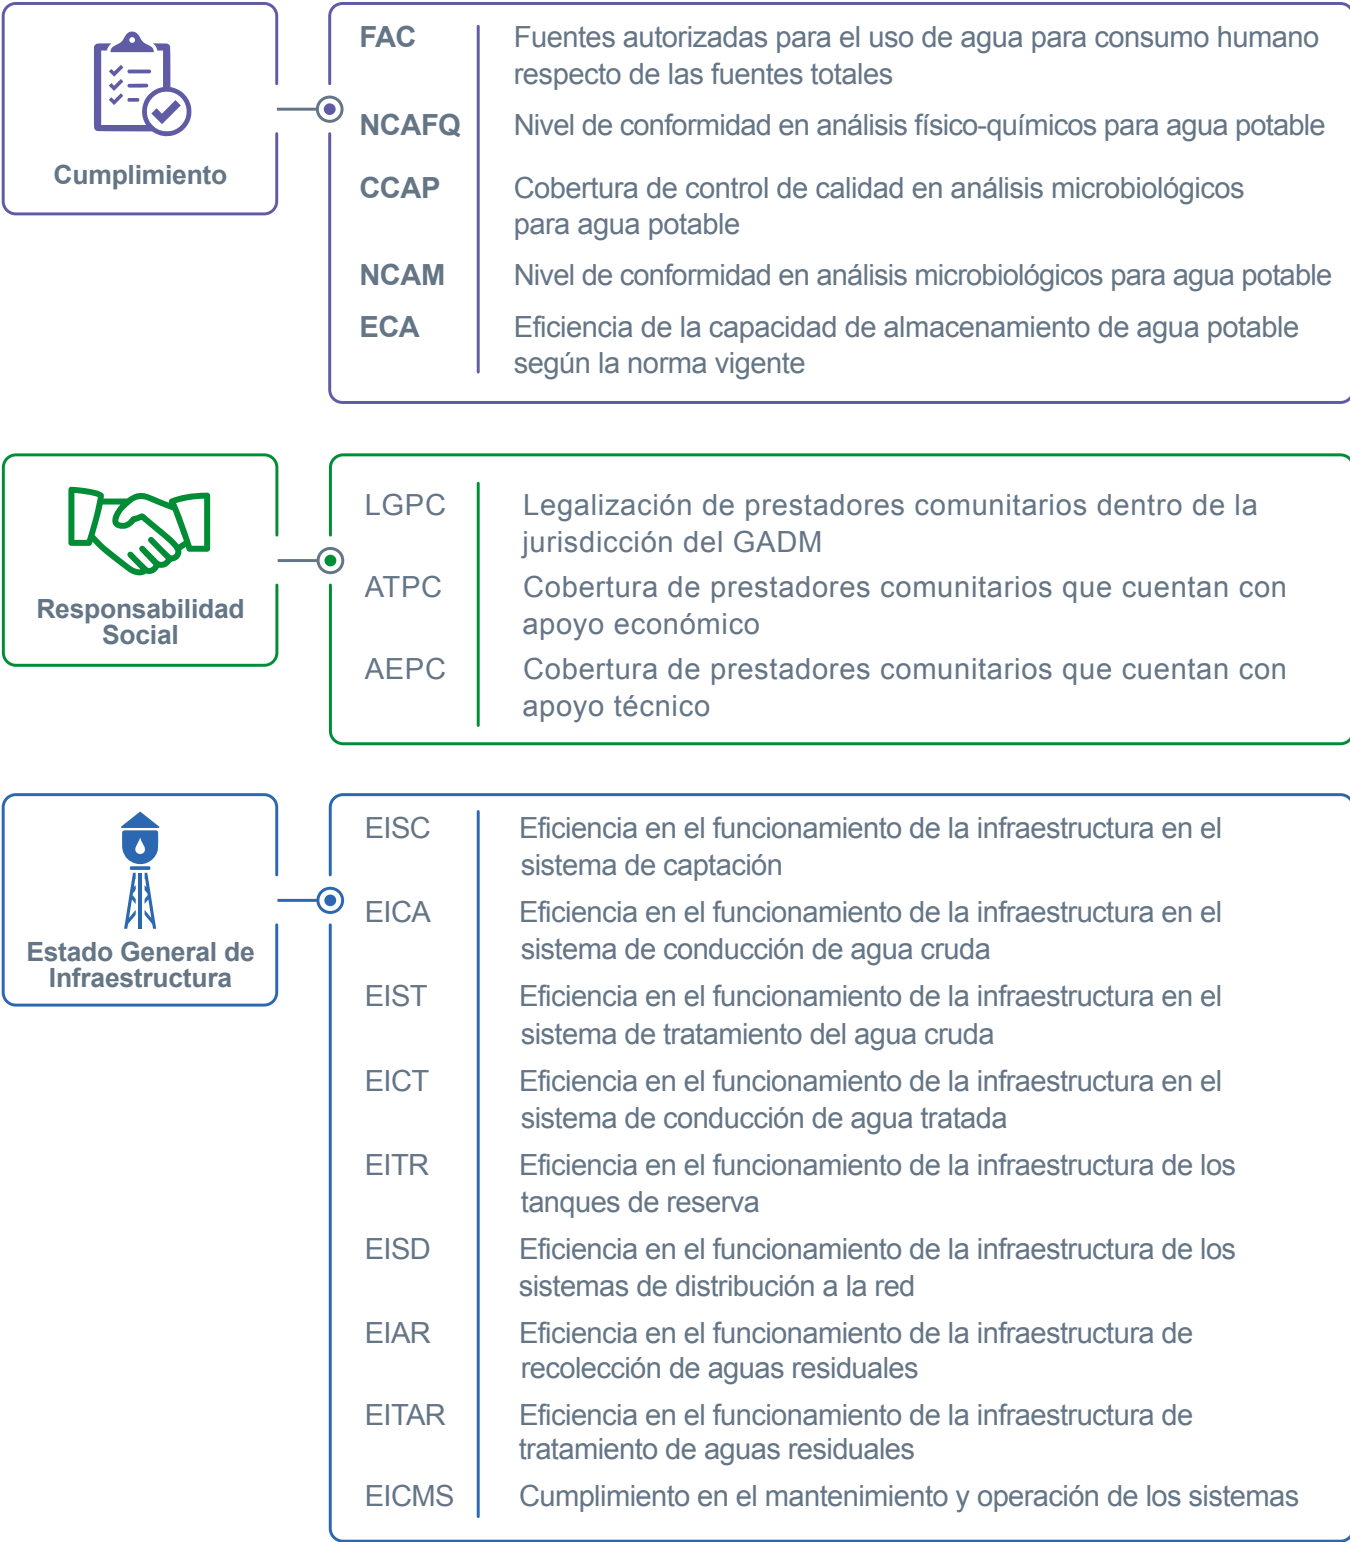 Cumplimiento
FAC Fuentes autorizadas para el uso de agua para consumo humano
respecto de las fuentes totales
NCAFQ Nivel de conformidad en análisis físico-químicos para agua potable
CCAP Cobertura de control de calidad en análisis microbiológicos
para agua potable
NCAM Nivel de conformidad en análisis microbiológicos para agua potable
ECA Eficiencia de la capacidad de almacenamiento de agua potable
según la norma vigente
Responsabilidad
Social
LGPC Legalización de prestadores comunitarios dentro de la
jurisdicción del GADM
ATPC Cobertura de prestadores comunitarios que cuentan con
apoyo económico
AEPC Cobertura de prestadores comunitarios que cuentan con
apoyo técnico
Estado General de
Infraestructura
EISC Eficiencia en el funcionamiento de la infraestructura en el
sistema de captación
EICA Eficiencia en el funcionamiento de la infraestructura en el
sistema de conducción de agua cruda
EIST Eficiencia en el funcionamiento de la infraestructura en el
sistema de tratamiento del agua cruda
EICT Eficiencia en el funcionamiento de la infraestructura en el
sistema de conducción de agua tratada
EITR Eficiencia en el funcionamiento de la infraestructura de los
tanques de reserva
EISD Eficiencia en el funcionamiento de la infraestructura de los
sistemas de distribución a la red
EIAR Eficiencia en el funcionamiento de la infraestructura de
recolección de aguas residuales
EITAR Eficiencia en el funcionamiento de la infraestructura de
tratamiento de aguas residuales
EICMS Cumplimiento en el mantenimiento y operación de los sistemas